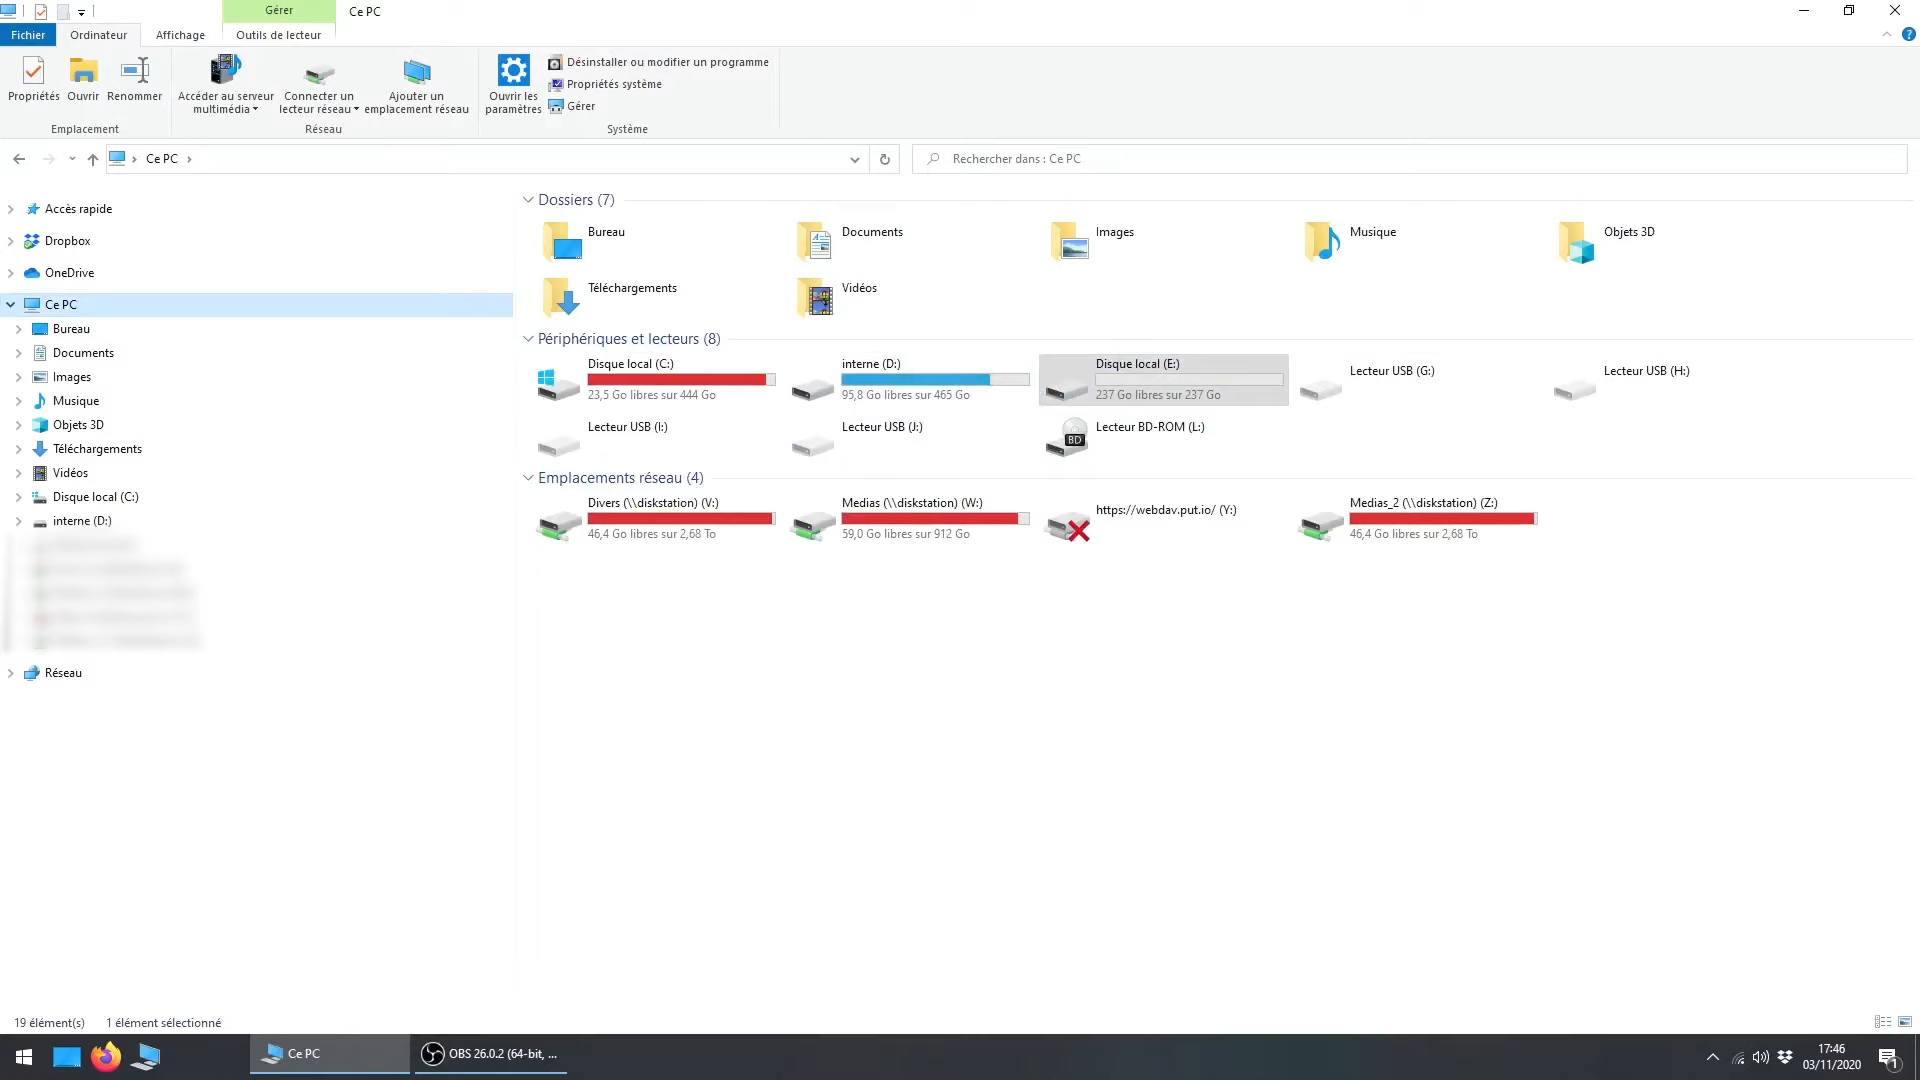 Gérer
Ce PC
Fichier
Ordinateur
Affichage
Outils de lecteur
Propriétés
Ouvrir
Renommer
Accéder au serveur
multimédia
Connecter un
lecteur réseau
Ajouter un
emplacement réseau
Ouvrir les
paramètres
Désinstaller ou modifier un programme
Propriétés système
Gérer
Emplacement
Réseau
Système
Ce PC
Rechercher dans : Ce PC
Accès rapide
Dropbox
OneDrive
Ce PC
Bureau
Documents
Images
Musique
Objets 3D
Téléchargements
Vidéos
Disque local (C:)
interne (D:)
Réseau
Dossiers (7)
Bureau
Documents
Images
Musique
Objets 3D
Téléchargements
Vidéos
Périphériques et lecteurs (8)
Disque local (C:)
23,5 Go libres sur 444 Go
interne (D:)
95,8 Go libres sur 465 Go
Disque local (E:)
237 Go libres sur 237 Go
Lecteur USB (G:)
Lecteur USB (H:)
Lecteur USB (I:)
Lecteur USB (J:)
BD
Lecteur BD-ROM (L:)
Emplacements réseau (4)
Divers (\\diskstation) (V:)
46,4 Go libres sur 2,68 To
Medias (\\diskstation) (W:)
59,0 Go libres sur 912 Go
https://webdav.put.io/ (Y:)
Medias_2 (\\diskstation) (Z:)
46,4 Go libres sur 2,68 To
19 élément(s)
1 élément sélectionné
Ce PC
OBS 26.0.2 (64-bit, ...
17:46
03/11/2020
1